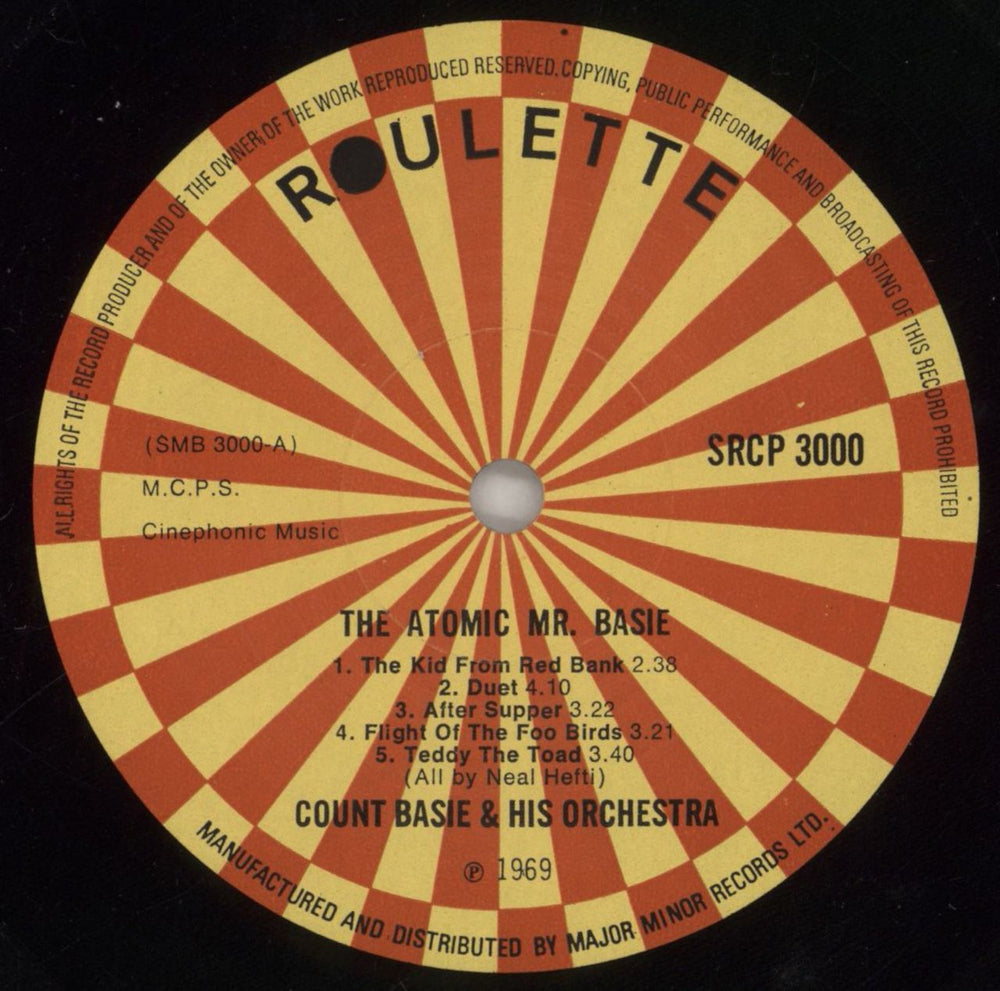 ALL RIGHTS OF THE RECORD PRODUCER AND OF THE OWNER OF THE WORK REPRODUCED RESERVED. COPYING, PUBLIC PERFORMANCE AND BROADCASTING OF THIS RECORD PROHIBITED
ROULETTE
(SMB 3000-A)
SRCP 3000
M.C.P.S.
Cinephonic Music
THE ATOMIC MR. BASIE
1. The Kid From Red Bank 2.38
2. Duet 4.10
3. After Supper 3.22
4. Flight Of The Foo Birds 3.21
5. Teddy The Toad 3.40
(All by Neal Hefti)
COUNT BASIE & HIS ORCHESTRA
℗ 1969
MANUFACTURED AND DISTRIBUTED BY MAJOR MINOR RECORDS LTD.